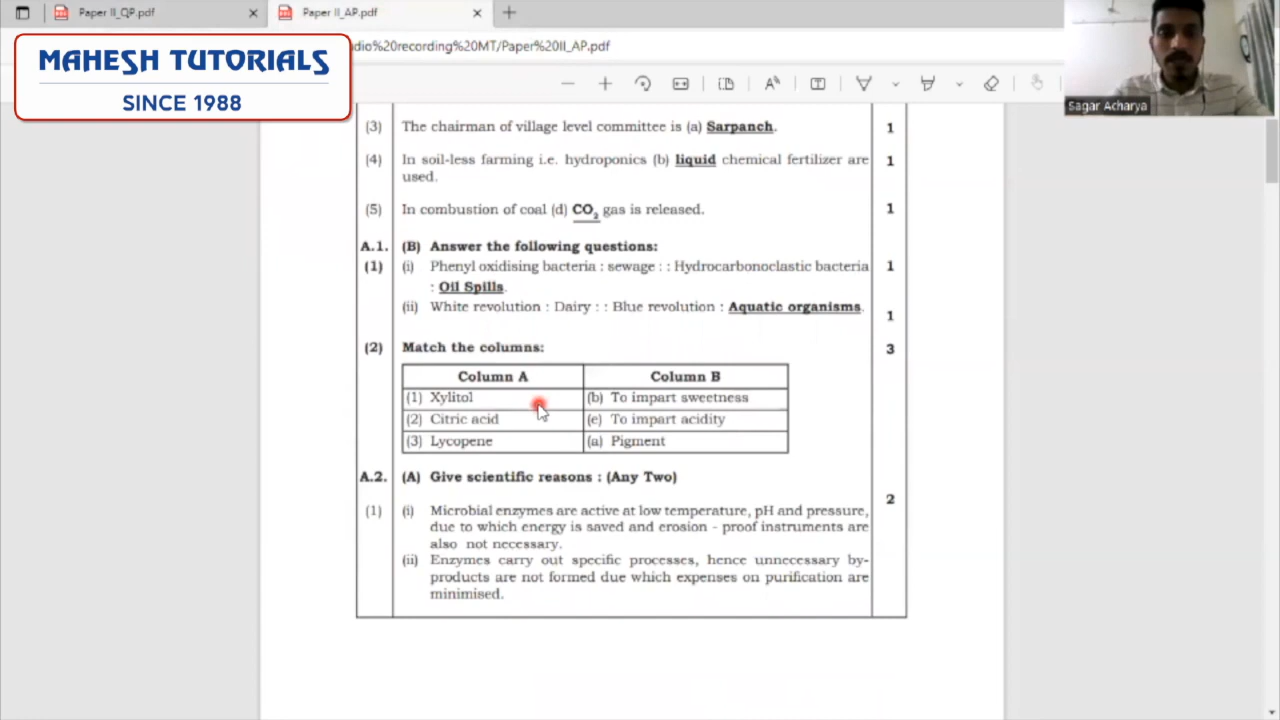 Paper II_QP.pdf
Paper II_AP.pdf
MAHESH TUTORIALS
SINCE 1988
dio%20recording%20MT/Paper%20II_AP.pdf
Sagar Acharya
(3) The chairman of village level committee is (a) Sarpanch. 1
(4) In soil-less farming i.e. hydroponics (b) liquid chemical fertilizer are 1
used.
(5) In combustion of coal (d) CO₂ gas is released. 1
A.1. (B) Answer the following questions:
(1) (i) Phenyl oxidising bacteria : sewage : : Hydrocarbonoclastic bacteria 1
: Oil Spills.
(ii) White revolution : Dairy : : Blue revolution : Aquatic organisms. 1
(2) Match the columns: 3
Column A Column B
(1) Xylitol (b) To impart sweetness
(2) Citric acid (e) To impart acidity
(3) Lycopene (a) Pigment
A.2. (A) Give scientific reasons : (Any Two)
2
(1) (i) Microbial enzymes are active at low temperature, pH and pressure,
due to which energy is saved and erosion - proof instruments are
also not necessary.
(ii) Enzymes carry out specific processes, hence unnecessary by-
products are not formed due which expenses on purification are
minimised.